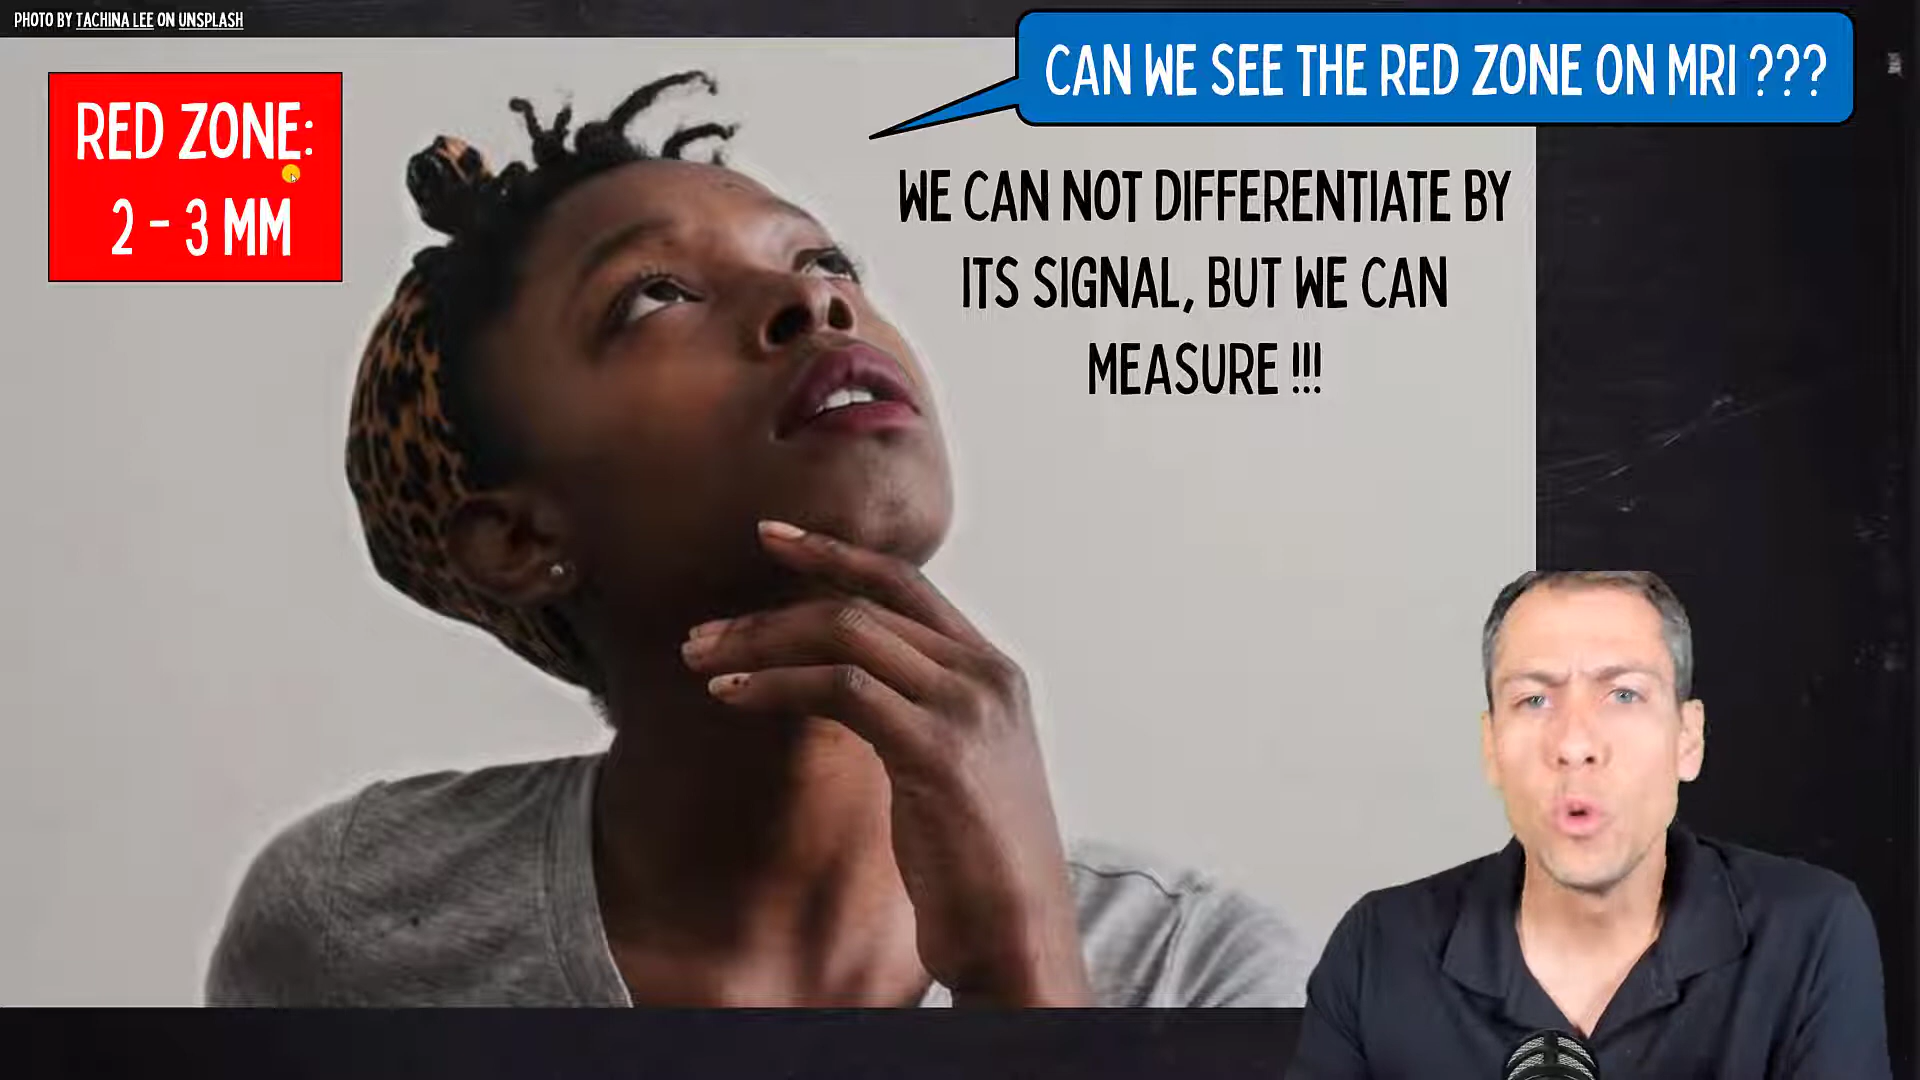 PHOTO BY TACHINA LEE ON UNSPLASH
CAN WE SEE THE RED ZONE ON MRI ???
RED ZONE:
2 - 3 MM
WE CAN NOT DIFFERENTIATE BY
ITS SIGNAL, BUT WE CAN
MEASURE !!!